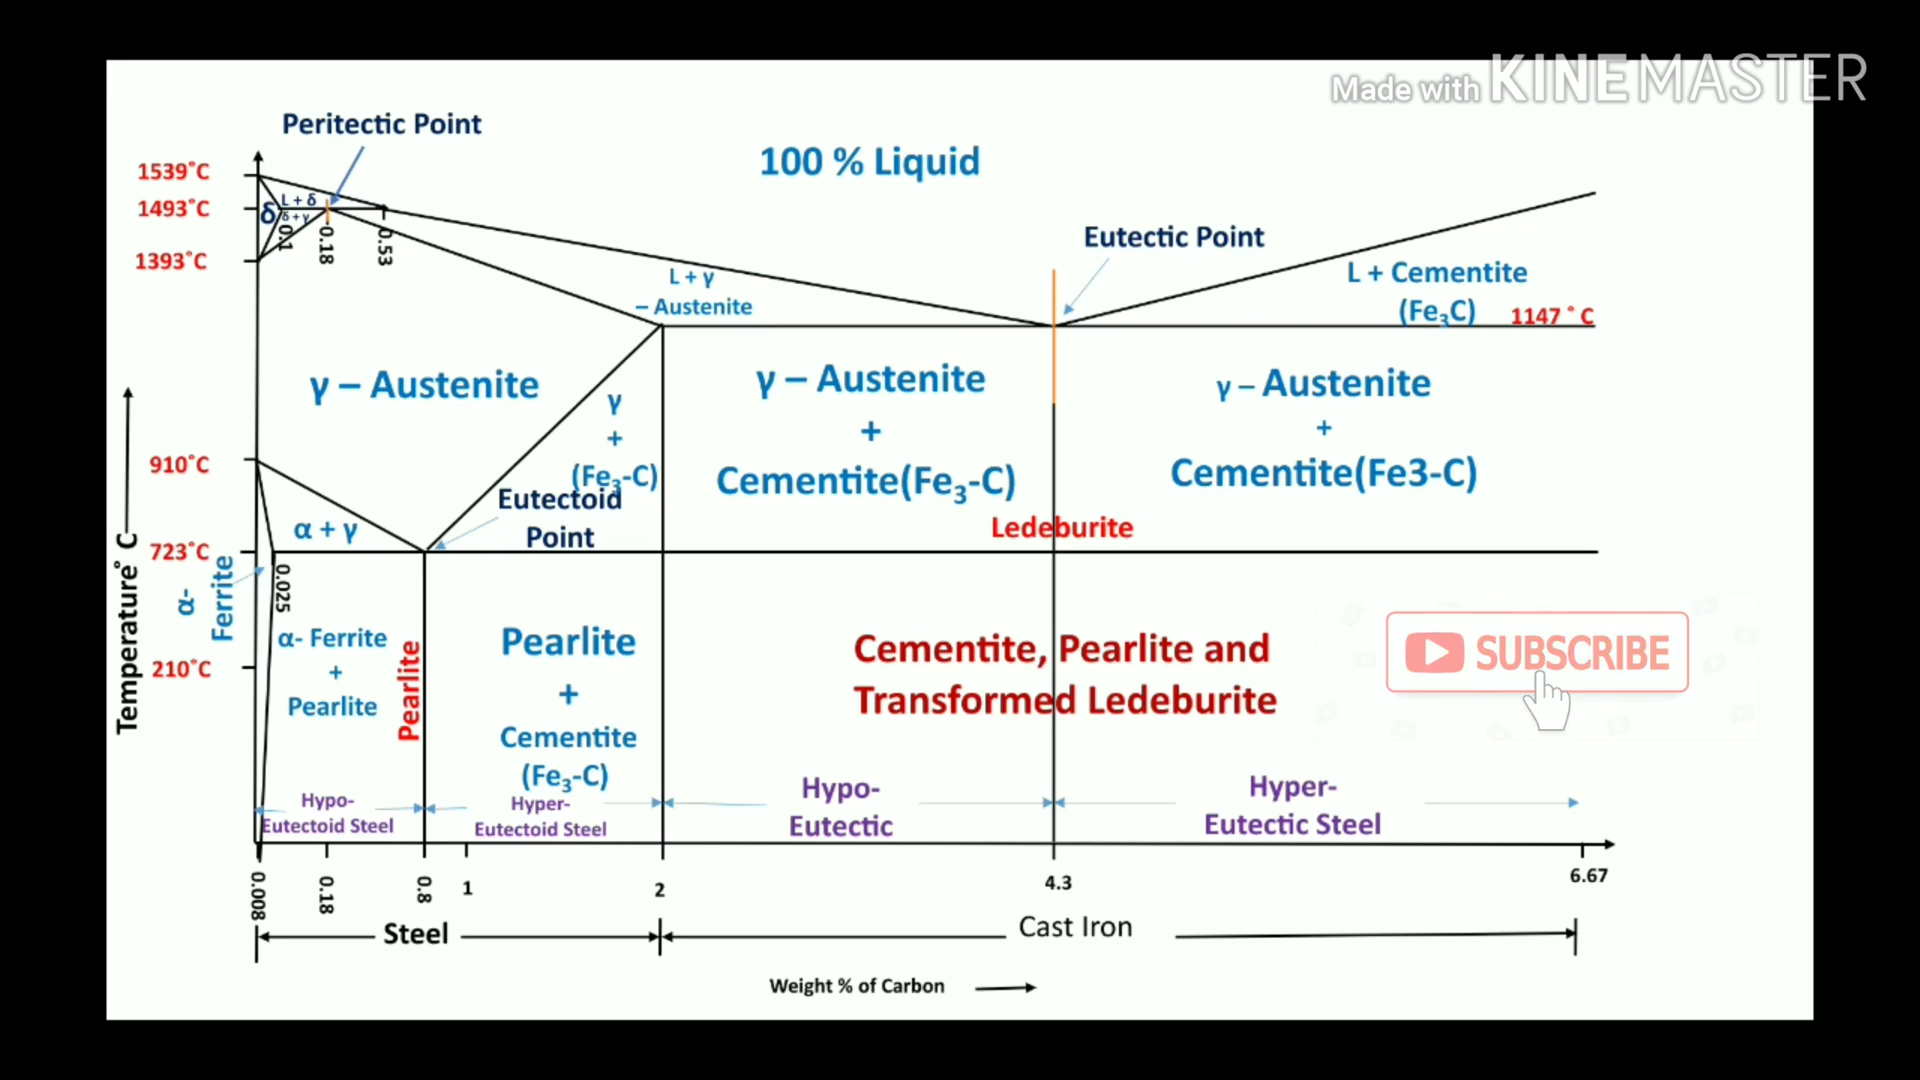 Made with KINEMASTER
Peritectic Point
100 % Liquid
1539°C
1493°C
1393°C
910°C
723°C
210°C
Temperature° C
L + δ
δ
δ + γ
0.1
0.18
0.53
Eutectic Point
L + γ
– Austenite
L + Cementite
(Fe3C)
1147 ° C
γ – Austenite
γ
+
(Fe3-C)
γ – Austenite
+
Cementite(Fe3-C)
γ – Austenite
+
Cementite(Fe3-C)
Eutectoid
Point
Ledeburite
α + γ
α-
Ferrite
0.025
α- Ferrite
+
Pearlite
Pearlite
Pearlite
+
Cementite
(Fe3-C)
Cementite, Pearlite and
Transformed Ledeburite
SUBSCRIBE
Hypo-
Eutectoid Steel
Hyper-
Eutectoid Steel
Hypo-
Eutectic
Hyper-
Eutectic Steel
0.008
0.18
0.8
1
2
4.3
6.67
Steel
Cast Iron
Weight % of Carbon